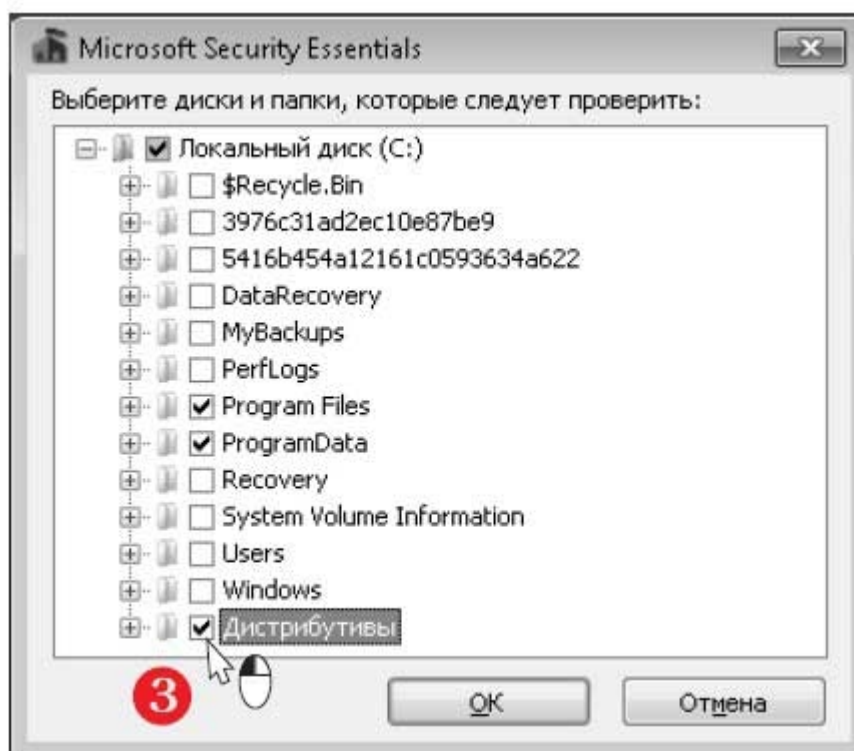 Microsoft Security Essentials
Выберите диски и папки, которые следует проверить:
Локальный диск (C:)
$Recycle.Bin
3976c31ad2ec10e87be9
5416b454a12161c0593634a622
DataRecovery
MyBackups
PerfLogs
Program Files
ProgramData
Recovery
System Volume Information
Users
Windows
Дистрибутивы
3
OK Отмена